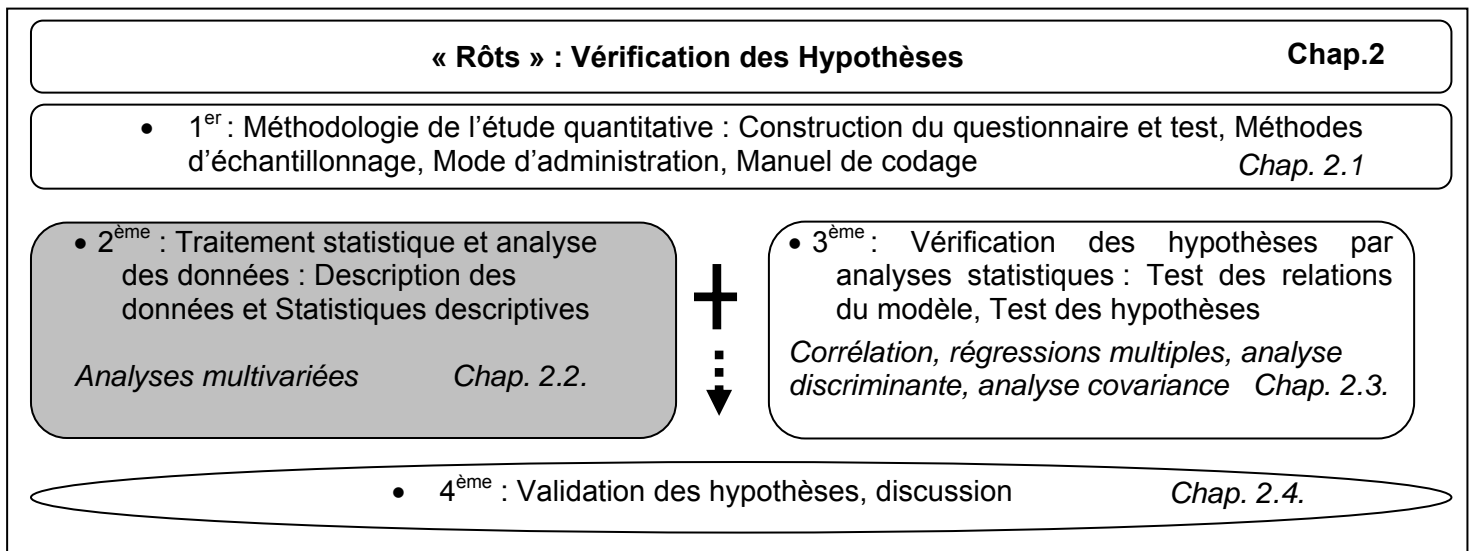 « Rôts » : Vérification des Hypothèses Chap.2
• 1er : Méthodologie de l’étude quantitative : Construction du questionnaire et test, Méthodes
d’échantillonnage, Mode d’administration, Manuel de codage Chap. 2.1
• 2ème : Traitement statistique et analyse
des données : Description des
données et Statistiques descriptives
Analyses multivariées Chap. 2.2.
• 3ème : Vérification des hypothèses par
analyses statistiques : Test des relations
du modèle, Test des hypothèses
Corrélation, régressions multiples, analyse
discriminante, analyse covariance Chap. 2.3.
• 4ème : Validation des hypothèses, discussion Chap. 2.4.